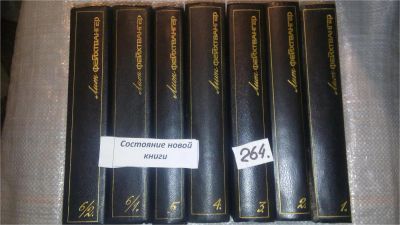 Лион Фейхтвангер 6/2.
Лион Фейхтвангер 6/1.
Лион Фейхтвангер 5
Лион Фейхтвангер 4.
Лион Фейхтвангер 3.
Лион Фейхтвангер 2.
Лион Фейхтвангер 1.
Состояние новой
книги
264.